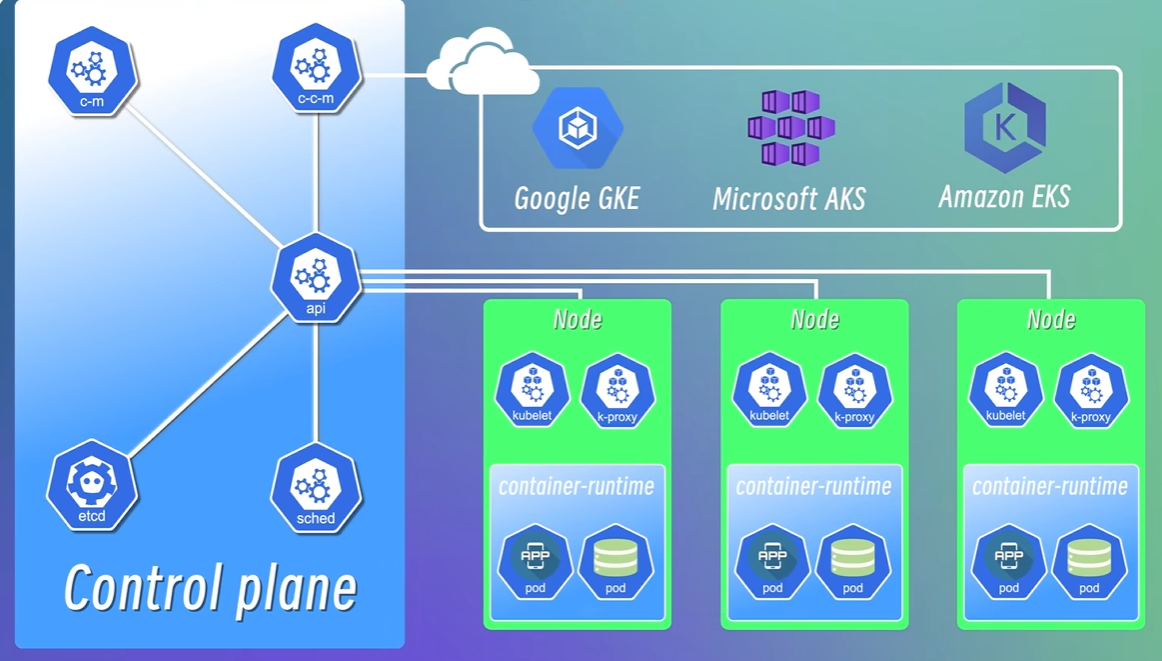 c-m
c-c-m
Google GKE
Microsoft AKS
K
Amazon EKS
api
etcd
sched
Control plane
Node
kubelet
k-proxy
container-runtime
APP
pod
pod
Node
kubelet
k-proxy
container-runtime
APP
pod
pod
Node
kubelet
k-proxy
container-runtime
APP
pod
pod